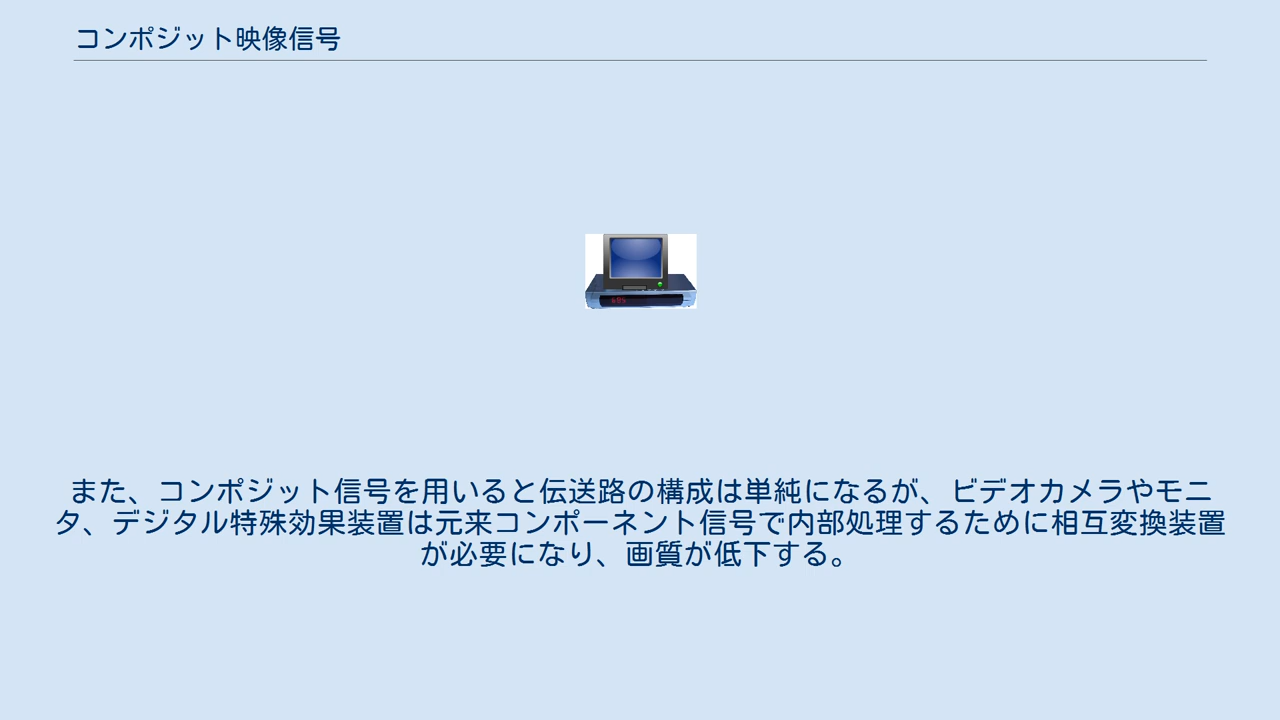 コンポジット映像信号
また、コンポジット信号を用いると伝送路の構成は単純になるが、ビデオカメラやモニ
タ、デジタル特殊効果装置は元来コンポーネント信号で内部処理するために相互変換装置
が必要になり、画質が低下する。